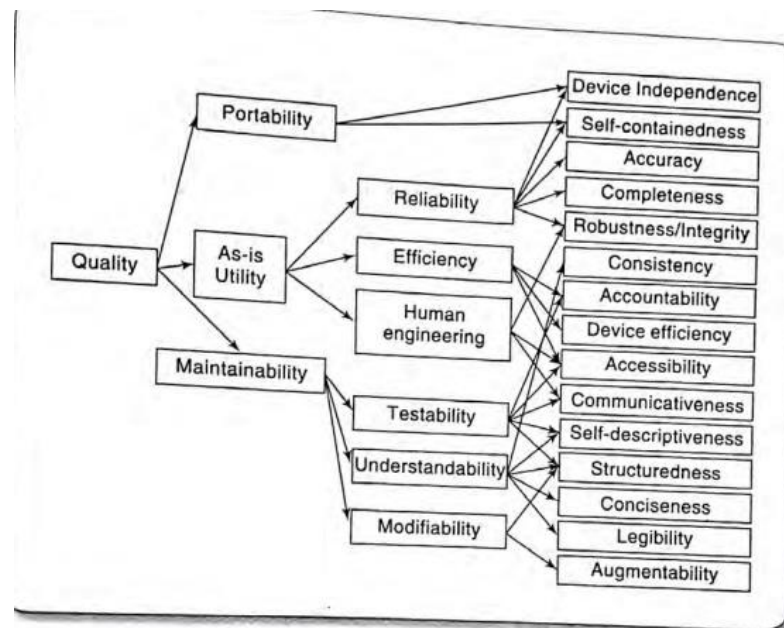 Quality
Portability
As-is
Utility
Maintainability
Reliability
Efficiency
Human
engineering
Testability
Understandability
Modifiability
Device Independence
Self-containedness
Accuracy
Completeness
Robustness/Integrity
Consistency
Accountability
Device efficiency
Accessibility
Communicativeness
Self-descriptiveness
Structuredness
Conciseness
Legibility
Augmentability